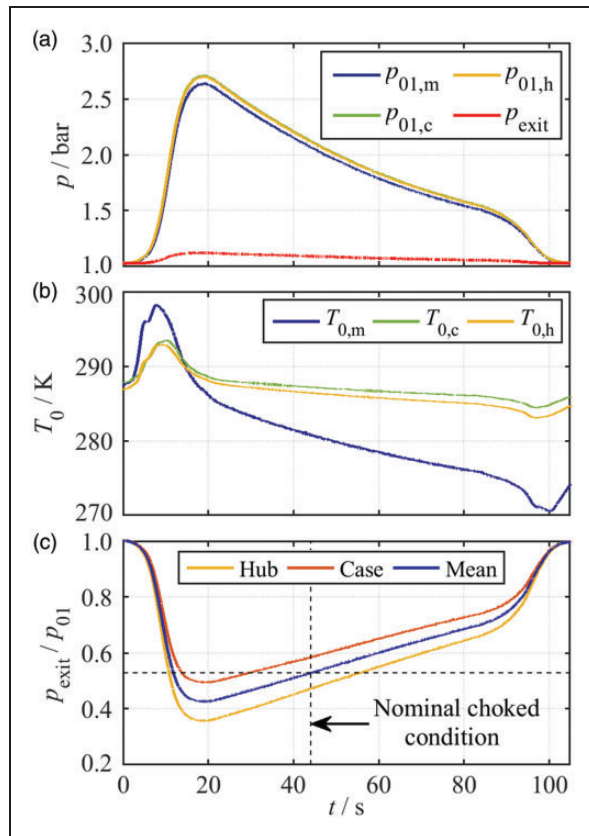 (a)
3.0
2.5
2.0
1.5
1.0
p / bar
p01,m p01,h
p01,c pexit
(b)
300
290
280
270
T0 / K
T0,m T0,c T0,h
(c)
1.0
0.8
0.6
0.4
0.2
pexit / p01
Hub Case Mean
Nominal choked
condition
0 20 40 60 80 100
t / s